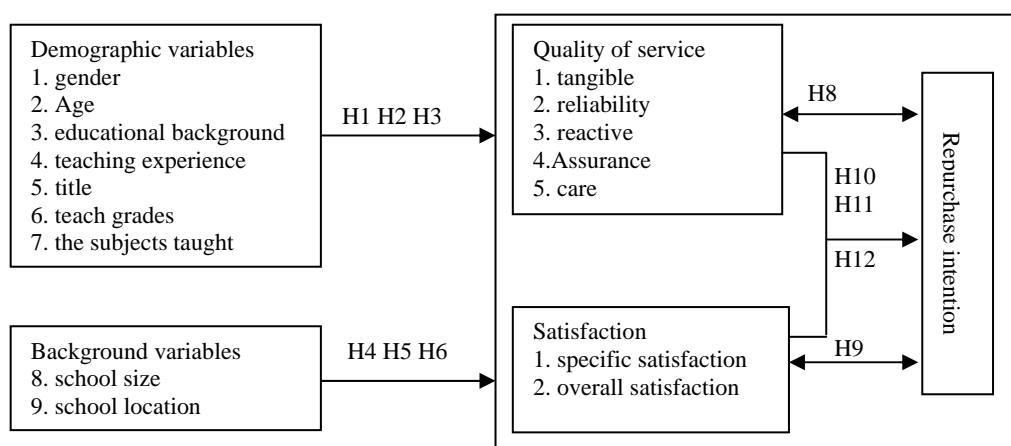 Demographic variables
1. gender
2. Age
3. educational background
4. teaching experience
5. title
6. teach grades
7. the subjects taught
H1 H2 H3
Background variables
8. school size
9. school location
H4 H5 H6
Quality of service
1. tangible
2. reliability
3. reactive
4.Assurance
5. care
H8
H10
H11
H12
Satisfaction
1. specific satisfaction
2. overall satisfaction
H9
Repurchase intention